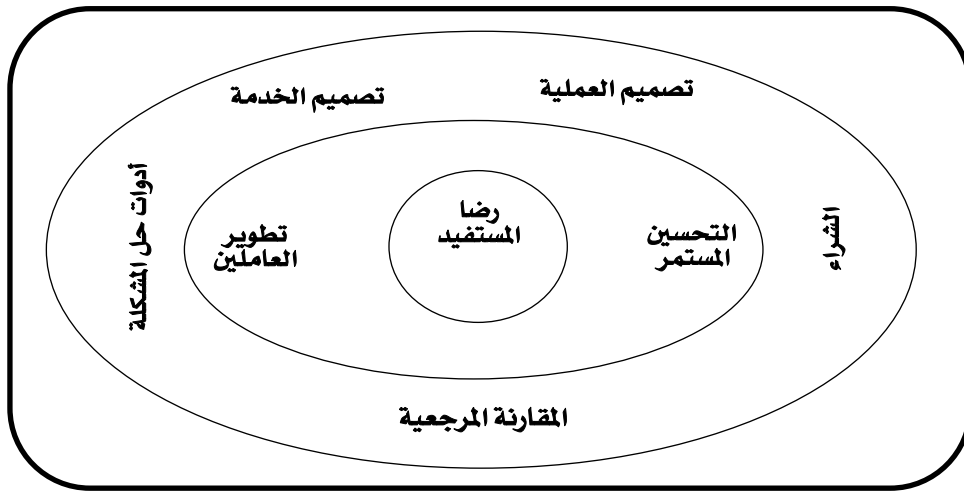 تصميم العملية
تصميم الخدمة
الشراء
أدوات حل المشكلة
رضا
المستفيد
التحسين
المستمر
تطوير
العاملين
المقارنة المرجعية